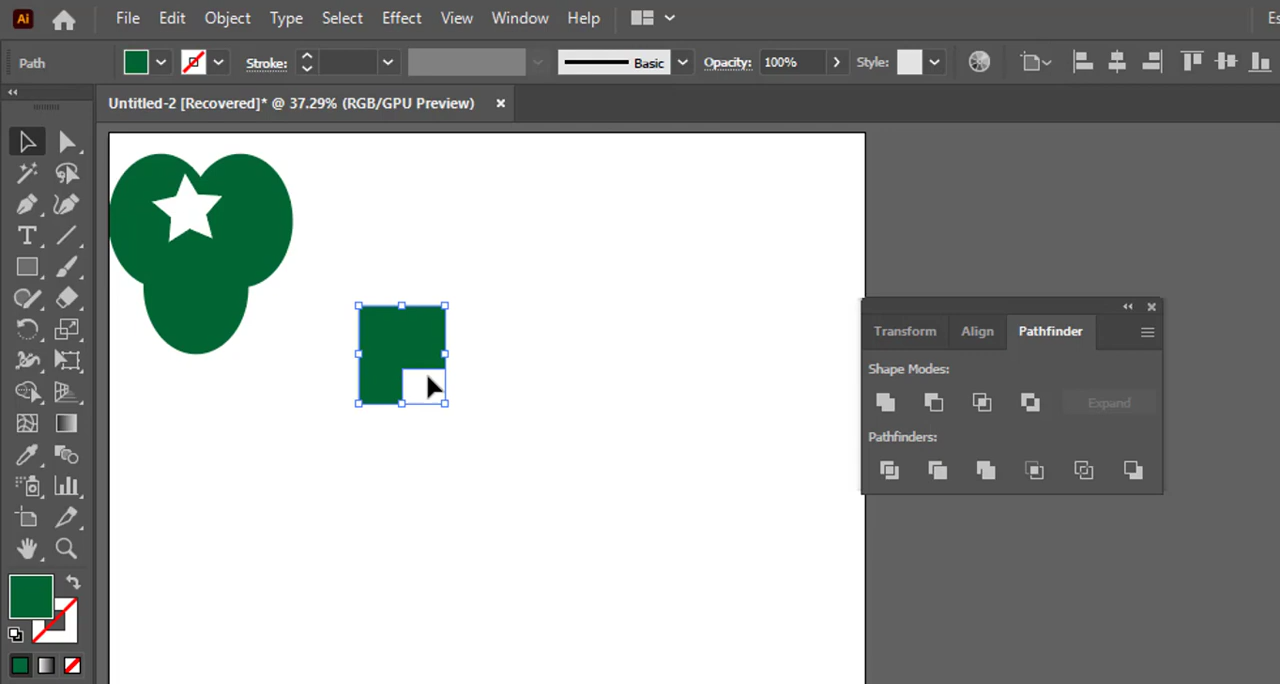 Ai File Edit Object Type Select Effect View Window Help Es
Path Stroke: Basic Opacity: 100% Style:
Untitled-2 [Recovered]* @ 37.29% (RGB/GPU Preview)
Transform Align Pathfinder
Shape Modes:
Expand
Pathfinders: